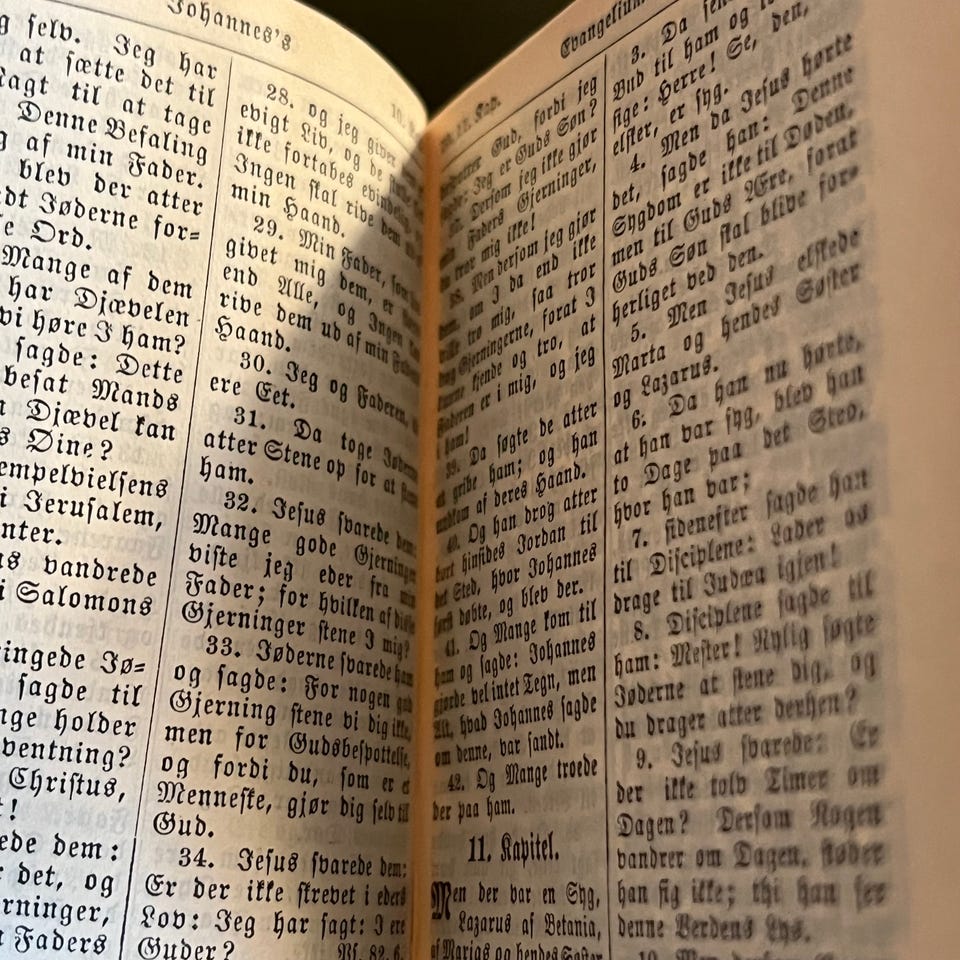 Johannes's
g selv. Jeg har
at sætte det til
Magt til at tage
Denne Befaling
g af min Fader.
blev der atter
dt Jøderne for=
e Ord.
Mange af dem
har Djævelen
vi høre I ham?
sagde: Dette
besat Mands
n Djævel kan
s Øine?
empelvielsens
i Jerusalem,
nter.
us vandrede
i Salomons
ingede Jø=
sagde til
nge holder
ventning?
Christus,
t!
ede dem:
det, og
rninger,
n Faders
28. og jeg giver
evigt Liv, og de
ikke fortabes evindelig
Ingen skal rive dem
min Haand.
29. Min Fader, som
givet mig dem, er
end Alle, og Ingen
rive dem ud af min Faders
Haand.
30. Jeg og Faderen,
ere Eet.
31. Da toge Jøderne
atter Stene op for at
ham.
32. Jesus svarede dem:
Mange gode Gjerninger
viste jeg eder fra min
Fader; for hvilken af disse
Gjerninger stene I mig?
33. Jøderne svarede ham
og sagde: For nogen god
Gjerning stene vi dig ikke,
men for Gudsbespottelse,
og fordi du, som er et
Menneske, gjør dig selv til
Gud.
34. Jesus svarede dem:
Er der ikke skrevet i eders
Lov: Jeg har sagt: I ere
Guder? Ps. 82, 6.
Evangelium
Gud, fordi jeg
sagde: Jeg er Guds Søn?
37. Dersom jeg ikke gjør
Faders Gjerninger,
tror mig ikke!
38. Men dersom jeg gjør
dem, om I da end ikke
ville tro mig, saa tror
dog Gjerningerne, forat I
kunne kjende og tro, at
Faderen er i mig, og jeg
i ham!
39. Da søgte de atter
at gribe ham; og han
undkom af deres Haand.
40. Og han drog atter
bort hinsides Jordan til
det Sted, hvor Johannes
først døbte, og blev der.
41. Og Mange kom til
ham og sagde: Johannes
gjorde vel intet Tegn, men
Alt, hvad Johannes sagde
om denne, var sandt.
42. Og Mange troede
der paa ham.
11. Kapitel.
Men der var en Syg,
Lazarus af Betania,
af Marias og hendes Søster
3. Da
Bud til ham og
sige: Herre! Se, den,
elsker, er syg.
4. Men da Jesus hørte
det, sagde han: Denne
Sygdom er ikke til Døden,
men til Guds Ære, forat
Guds Søn skal blive for=
herliget ved den.
5. Men Jesus elskede
Marta og hendes Søster
og Lazarus.
6. Da han nu hørte,
at han var syg, blev han
to Dage paa det Sted,
hvor han var;
7. sidenefter sagde han
til Disciplene: Lader os
drage til Judæa igjen!
8. Disciplene sagde til
ham: Mester! Nylig søgte
Jøderne at stene dig, og
du drager atter derhen?
9. Jesus svarede: Er
der ikke tolv Timer om
Dagen? Dersom Nogen
vandrer om Dagen, støder
han sig ikke; thi han ser
denne Verdens Lys.